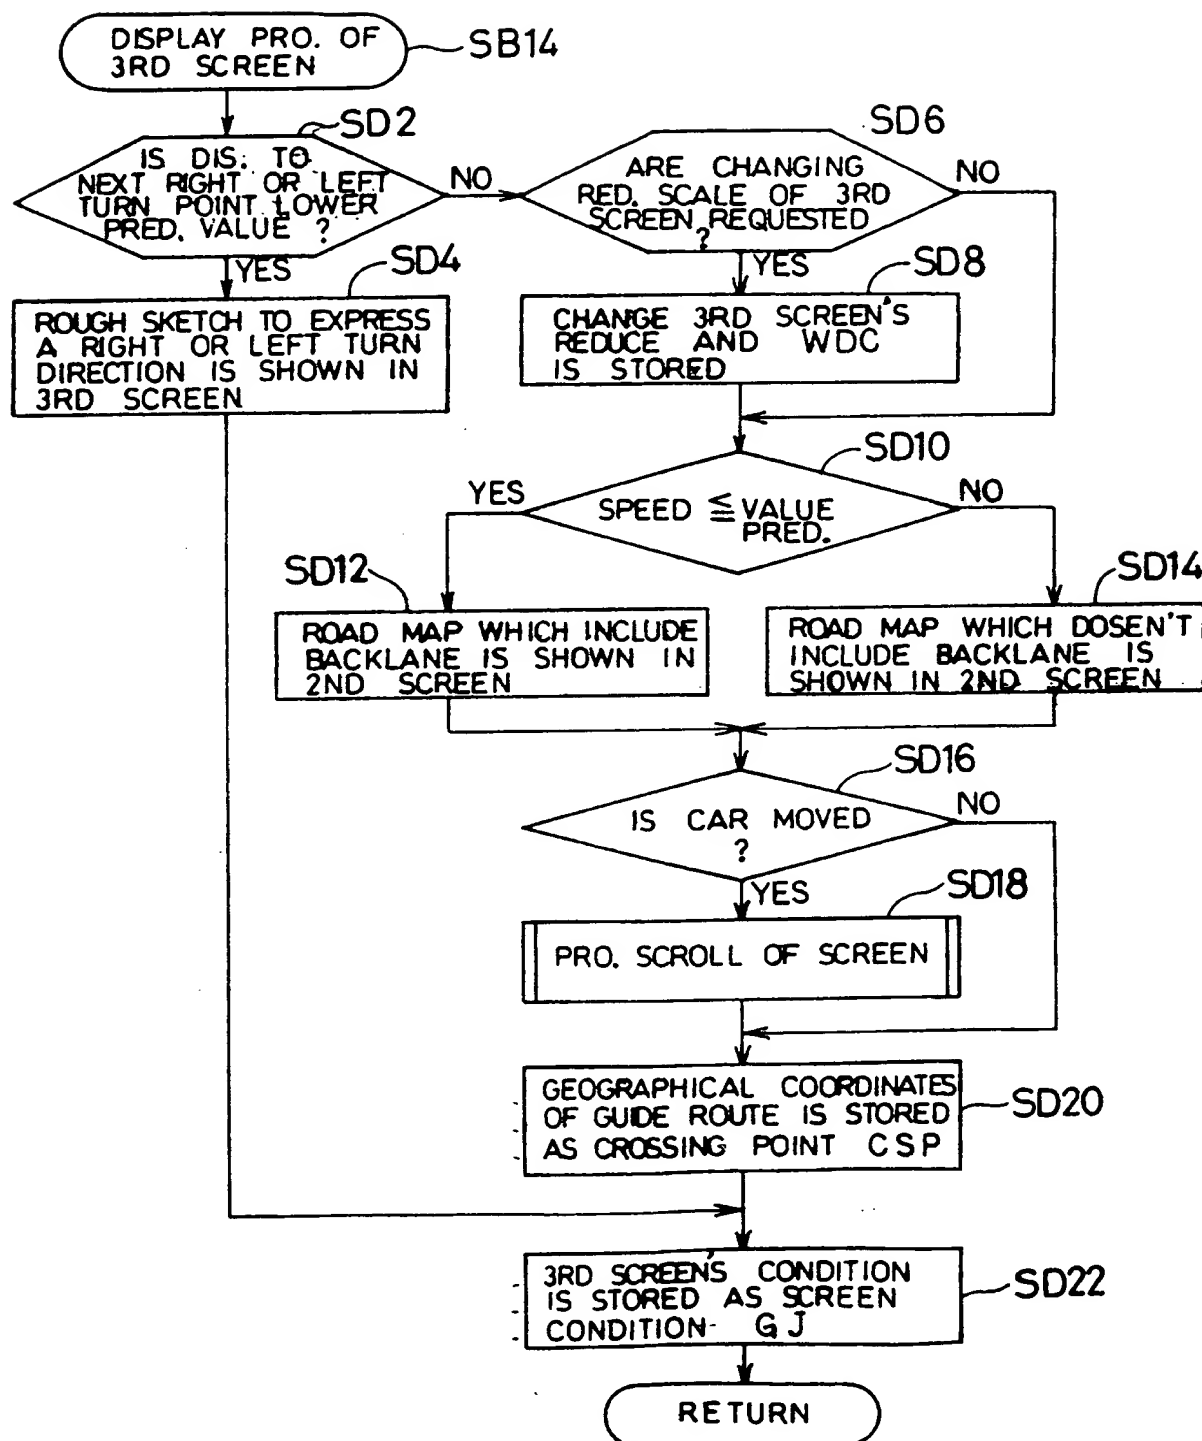 DISPLAY PRO. OF
3RD SCREEN
SB14
SD2
IS DIS. TO
NEXT RIGHT OR LEFT
TURN POINT LOWER
PRED. VALUE ?
NO
YES
SD4
ROUGH SKETCH TO EXPRESS
A RIGHT OR LEFT TURN
DIRECTION IS SHOWN IN
3RD SCREEN
SD6
ARE CHANGING
RED. SCALE OF 3RD
SCREEN REQUESTED
?
NO
YES
SD8
CHANGE 3RD SCREEN'S
REDUCE AND WDC
IS STORED
SD10
SPEED ≦ VALUE
PRED.
YES
NO
SD12
ROAD MAP WHICH INCLUDE
BACKLANE IS SHOWN IN
2ND SCREEN
SD14
ROAD MAP WHICH DOSEN'T
INCLUDE BACKLANE IS
SHOWN IN 2ND SCREEN
SD16
IS CAR MOVED
?
NO
YES
SD18
PRO. SCROLL OF SCREEN
GEOGRAPHICAL COORDINATES
OF GUIDE ROUTE IS STORED
AS CROSSING POINT CSP
SD20
3RD SCREEN'S CONDITION
IS STORED AS SCREEN
CONDITION GJ
SD22
RETURN